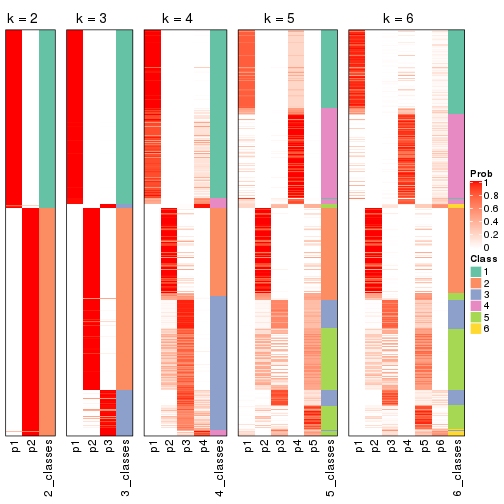 k = 2
k = 3
k = 4
k = 5
k = 6
p1
p2
2_classes
p1
p2
p3
3_classes
p1
p2
p3
p4
4_classes
p1
p2
p3
p4
p5
5_classes
p1
p2
p3
p4
p5
p6
6_classes
Prob
1
0.8
0.6
0.4
0.2
0
Class
1
2
3
4
5
6